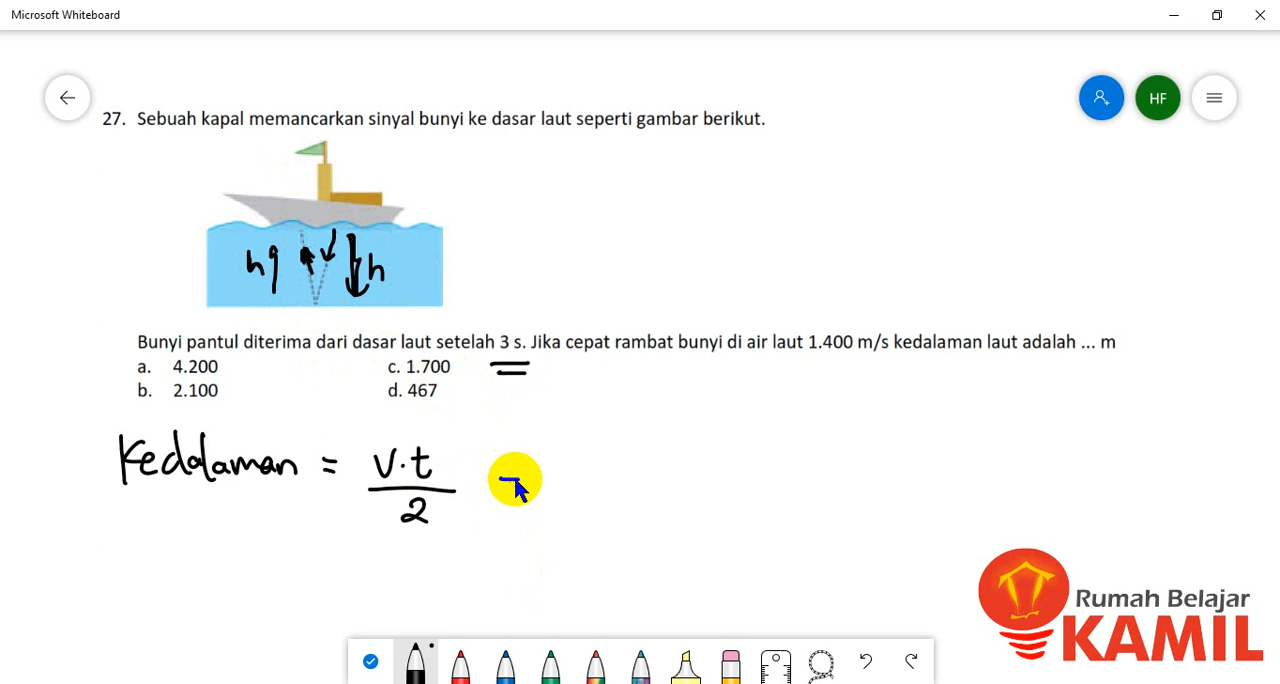 Microsoft Whiteboard
HF
27. Sebuah kapal memancarkan sinyal bunyi ke dasar laut seperti gambar berikut.
h h
Bunyi pantul diterima dari dasar laut setelah 3 s. Jika cepat rambat bunyi di air laut 1.400 m/s kedalaman laut adalah ... m
a. 4.200 c. 1.700 =
b. 2.100 d. 467
Kedalaman = v.t
2
Rumah Belajar
KAMIL